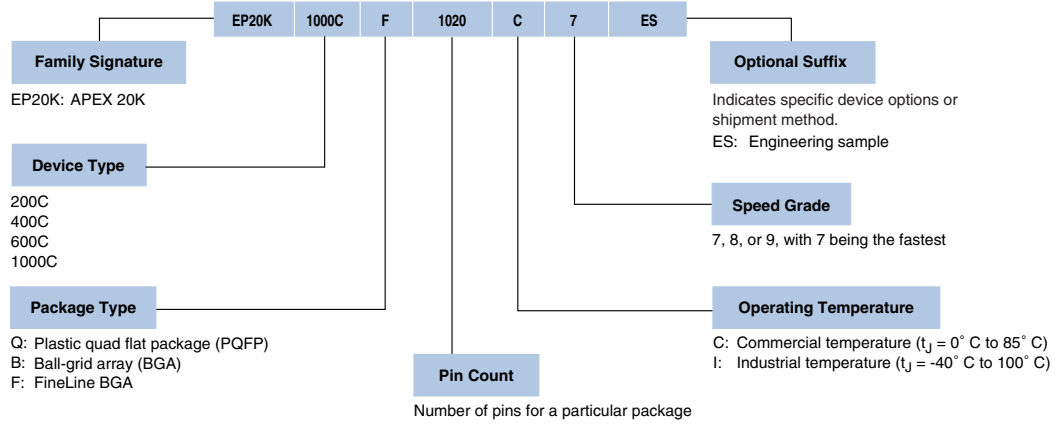 EP20K 1000C F 1020 C 7 ES
Family Signature
EP20K: APEX 20K
Device Type
200C
400C
600C
1000C
Package Type
Q: Plastic quad flat package (PQFP)
B: Ball-grid array (BGA)
F: FineLine BGA
Pin Count
Number of pins for a particular package
Optional Suffix
Indicates specific device options or
shipment method.
ES: Engineering sample
Speed Grade
7, 8, or 9, with 7 being the fastest
Operating Temperature
C: Commercial temperature (tJ = 0° C to 85° C)
I: Industrial temperature (tJ = -40° C to 100° C)